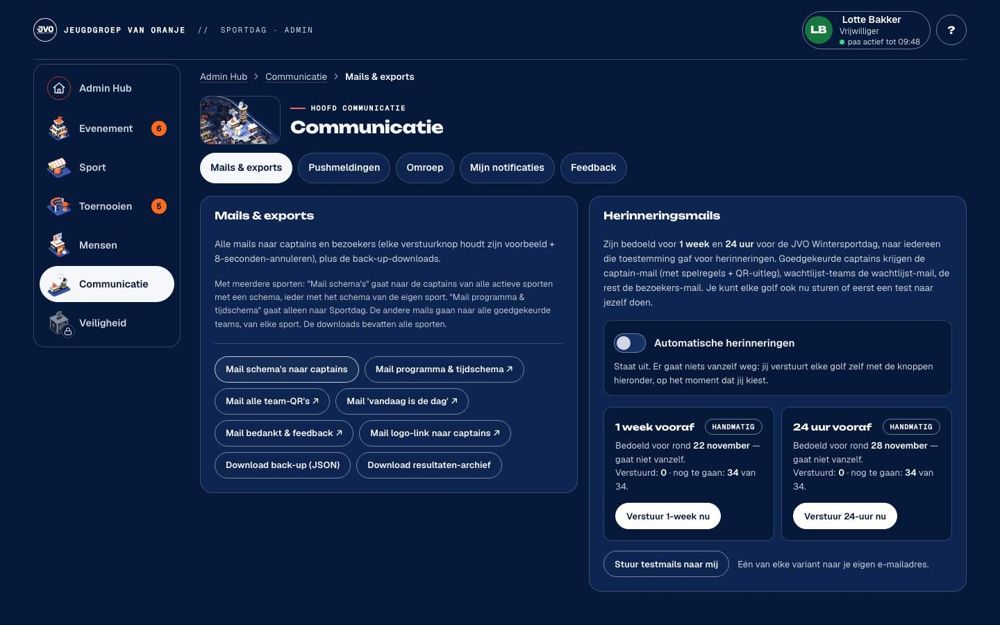 JVO JEUGDGROEP VAN ORANJE // SPORTDAG · ADMIN
LB
Lotte Bakker
Vrijwilliger
pas actief tot 09:48
?
Admin Hub
Evenement 6
Sport
Toernooien 5
Mensen
Communicatie
Veiligheid
Admin Hub > Communicatie > Mails & exports
HOOFD COMMUNICATIE
Communicatie
Mails & exports
Pushmeldingen
Omroep
Mijn notificaties
Feedback
Mails & exports
Alle mails naar captains en bezoekers (elke verstuurknop houdt zijn voorbeeld +
8-seconden-annuleren), plus de back-up-downloads.
Met meerdere sporten: "Mail schema's" gaat naar de captains van alle actieve sporten
met een schema, ieder met het schema van de eigen sport. "Mail programma &
tijdschema" gaat alleen naar Sportdag. De andere mails gaan naar alle goedgekeurde
teams, van elke sport. De downloads bevatten alle sporten.
Mail schema's naar captains
Mail programma & tijdschema ↗
Mail alle team-QR's ↗
Mail 'vandaag is de dag' ↗
Mail bedankt & feedback ↗
Mail logo-link naar captains ↗
Download back-up (JSON)
Download resultaten-archief
Herinneringsmails
Zijn bedoeld voor 1 week en 24 uur voor de JVO Wintersportdag, naar iedereen
die toestemming gaf voor herinneringen. Goedgekeurde captains krijgen de
captain-mail (met spelregels + QR-uitleg), wachtlijst-teams de wachtlijst-mail, de
rest de bezoekers-mail. Je kunt elke golf ook nu sturen of eerst een test naar
jezelf doen.
Automatische herinneringen
Staat uit. Er gaat niets vanzelf weg: jij verstuurt elke golf zelf met de knoppen
hieronder, op het moment dat jij kiest.
1 week vooraf HANDMATIG
Bedoeld voor rond 22 november —
gaat niet vanzelf.
Verstuurd: 0 · nog te gaan: 34 van
34.
Verstuur 1-week nu
24 uur vooraf HANDMATIG
Bedoeld voor rond 28 november —
gaat niet vanzelf.
Verstuurd: 0 · nog te gaan: 34 van
34.
Verstuur 24-uur nu
Stuur testmails naar mij
Eén van elke variant naar je eigen e-mailadres.